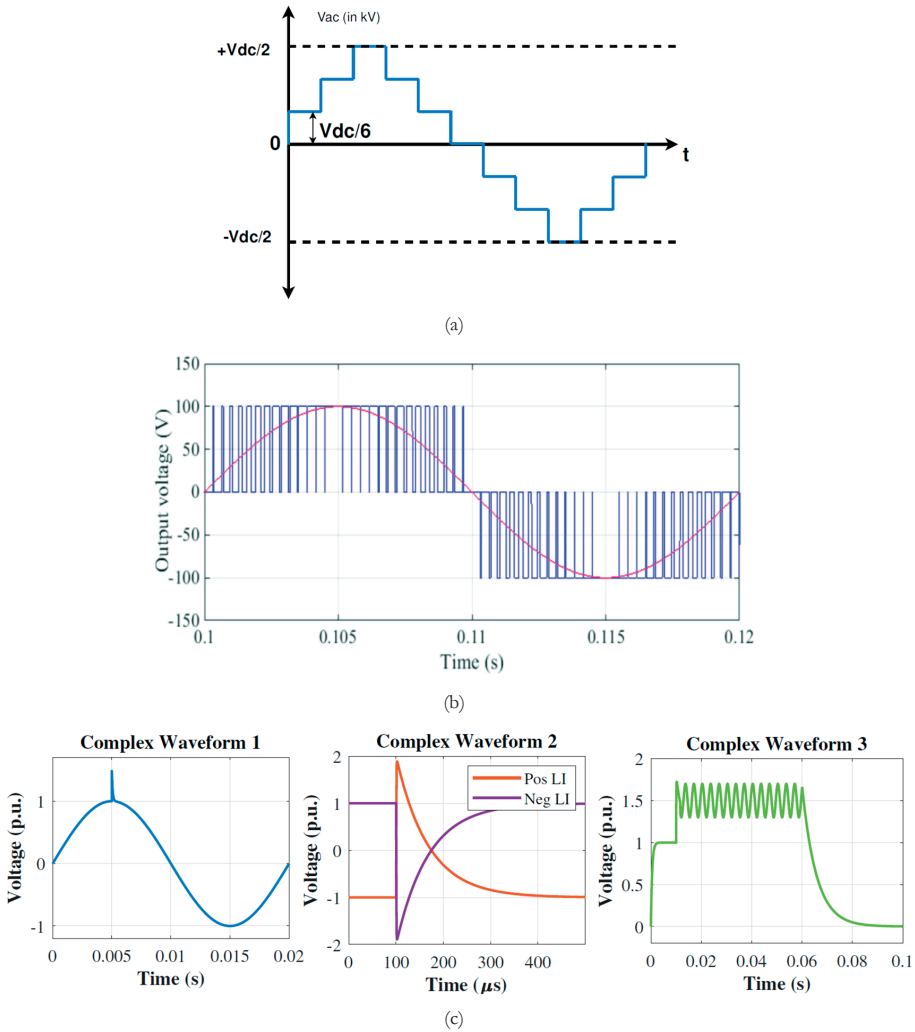 Vac (in kV)
+Vdc/2
Vdc/6
0
t
-Vdc/2
(a)
150
100
50
0
-50
-100
-150
Output voltage (V)
0.1 0.105 0.11 0.115 0.12
Time (s)
(b)
Complex Waveform 1
1
0
-1
Voltage (p.u.)
0 0.005 0.01 0.015 0.02
Time (s)
Complex Waveform 2
2
1
0
-1
-2
Voltage (p.u.)
Pos LI
Neg LI
0 100 200 300 400
Time (μs)
Complex Waveform 3
2
1.5
1
0.5
0
Voltage (p.u.)
0 0.02 0.04 0.06 0.08 0.1
Time (s)
(c)